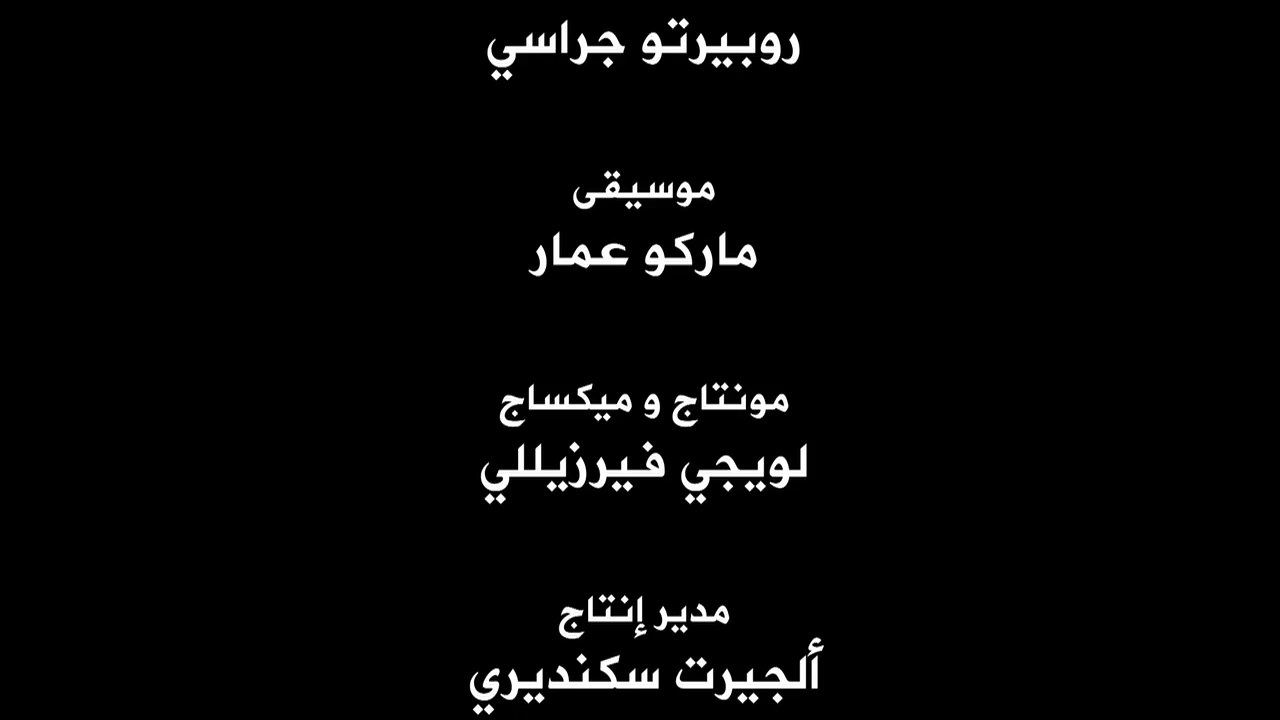 روبيرتو جراسي
موسيقى
ماركو عمار
مونتاج و ميكساج
لويجي فيرزيللي
مدير إنتاج
ألجيرت سكنديري